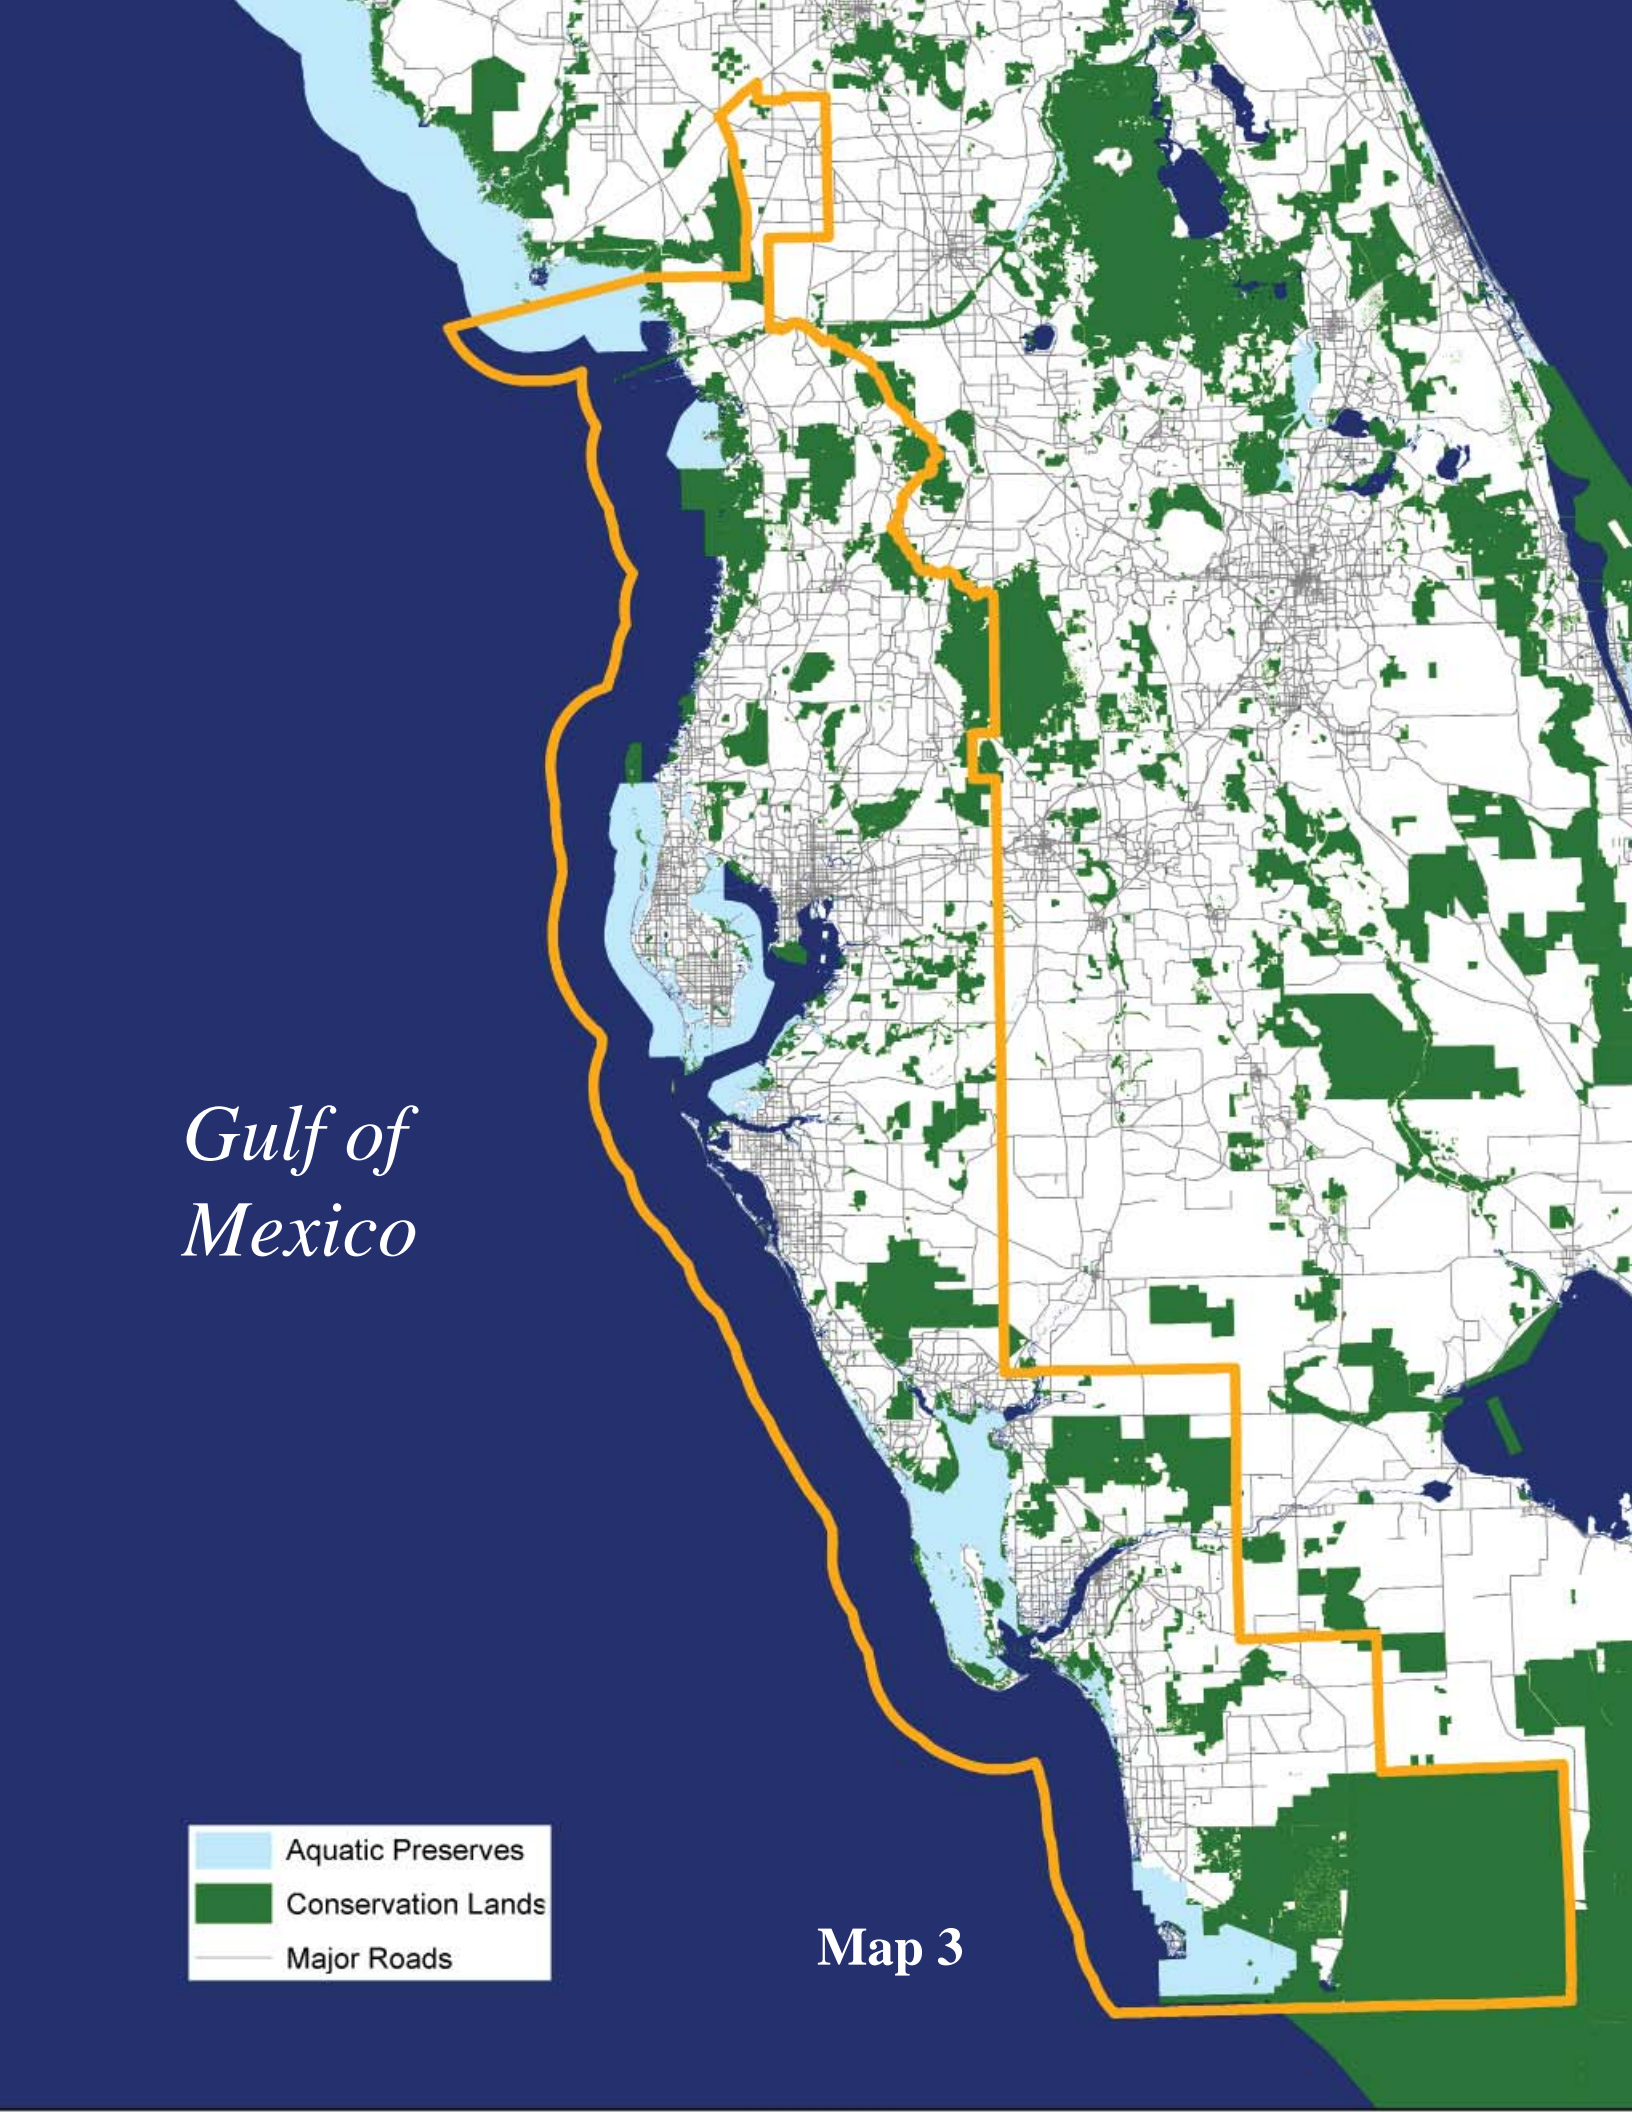 Gulf of
Mexico
Aquatic Preserves
Conservation Lands
Major Roads
Map 3